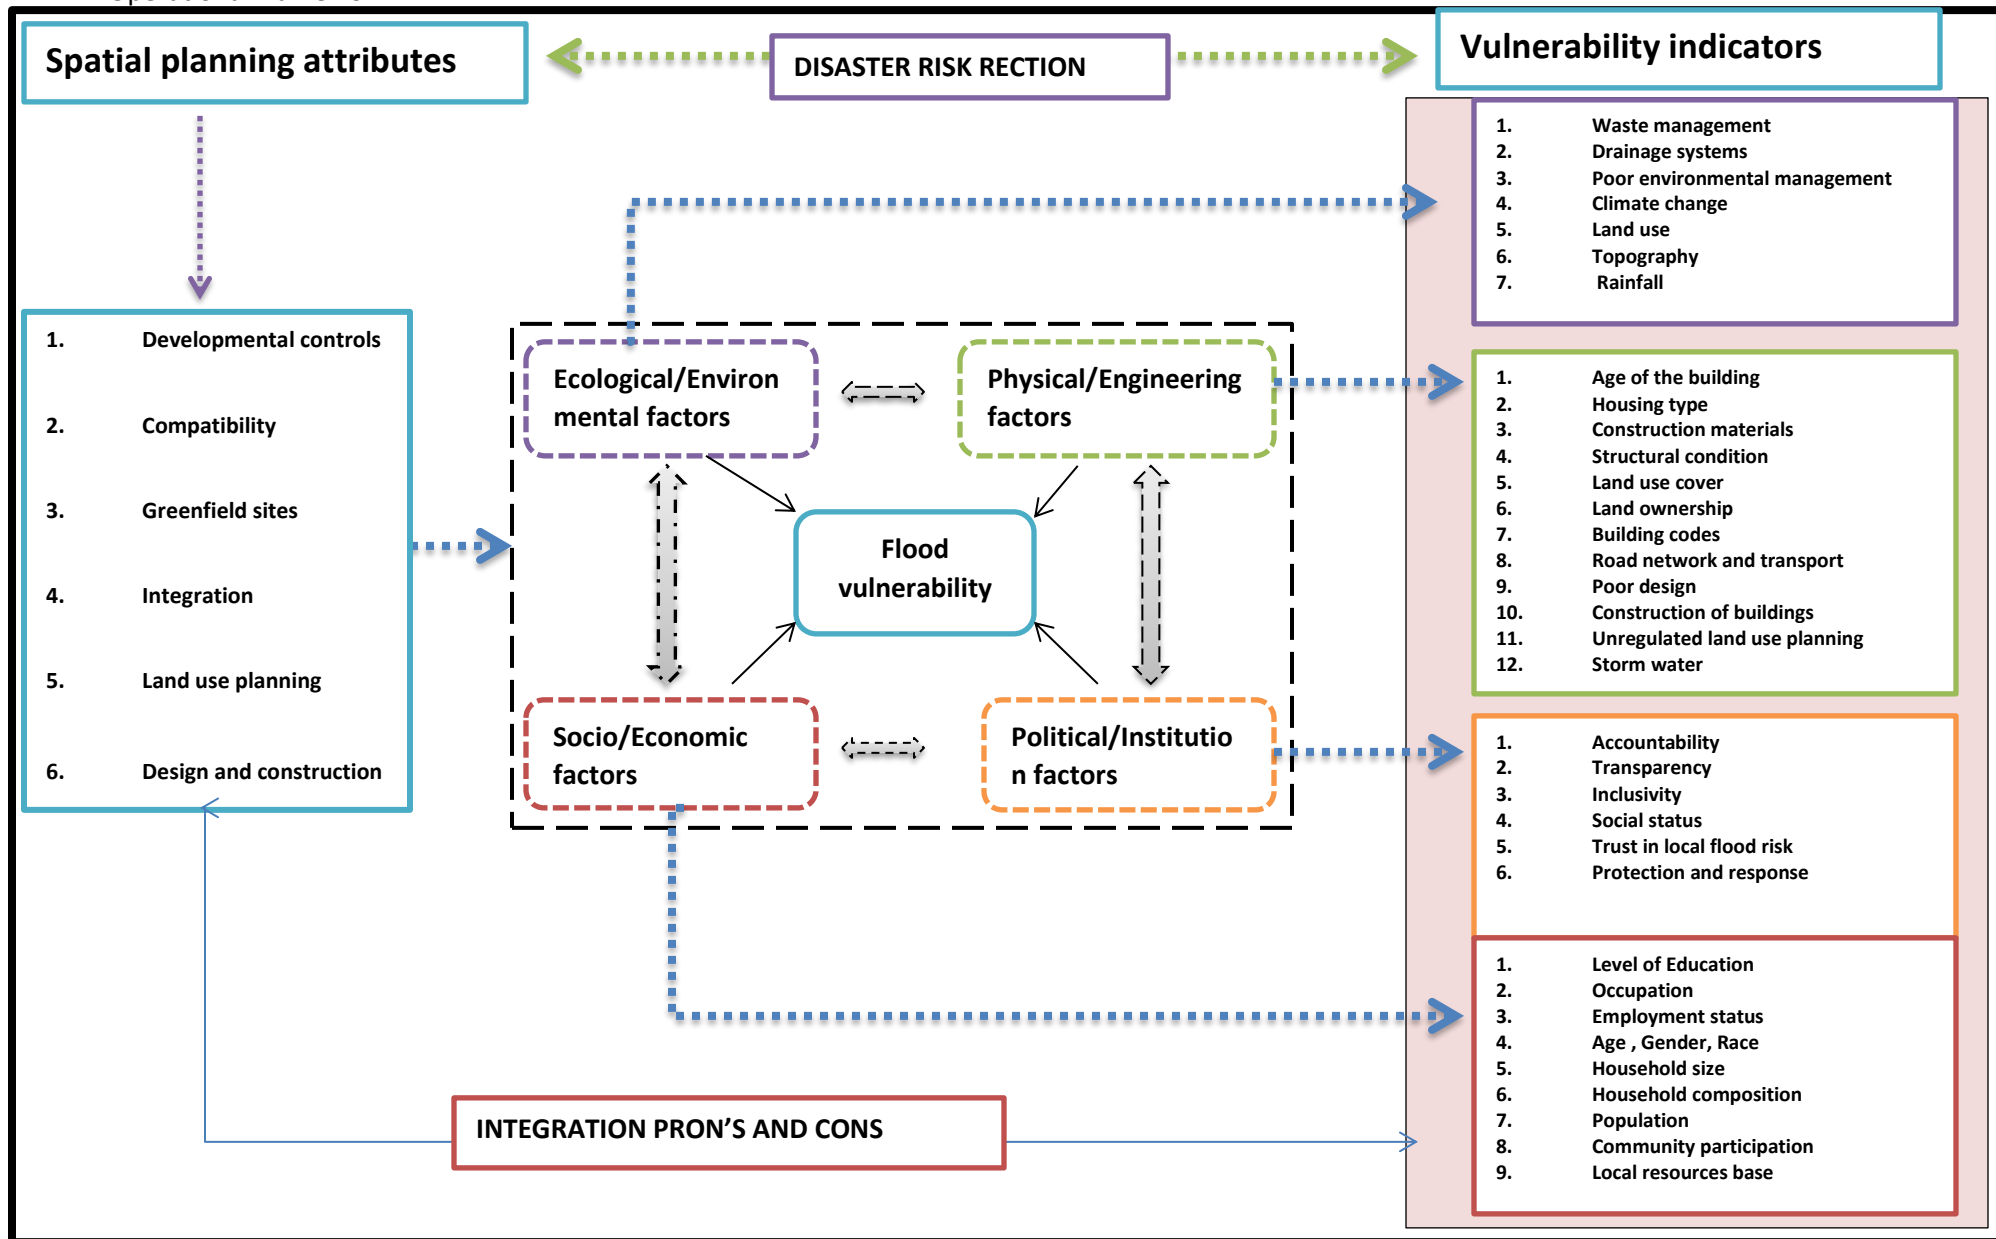 Spatial planning attributes
DISASTER RISK RECTION
Vulnerability indicators
1. Developmental controls
2. Compatibility
3. Greenfield sites
4. Integration
5. Land use planning
6. Design and construction
Ecological/Environ
mental factors
Physical/Engineering
factors
Flood
vulnerability
Socio/Economic
factors
Political/Institutio
n factors
INTEGRATION PRON’S AND CONS
1. Waste management
2. Drainage systems
3. Poor environmental management
4. Climate change
5. Land use
6. Topography
7. Rainfall
1. Age of the building
2. Housing type
3. Construction materials
4. Structural condition
5. Land use cover
6. Land ownership
7. Building codes
8. Road network and transport
9. Poor design
10. Construction of buildings
11. Unregulated land use planning
12. Storm water
1. Accountability
2. Transparency
3. Inclusivity
4. Social status
5. Trust in local flood risk
6. Protection and response
1. Level of Education
2. Occupation
3. Employment status
4. Age , Gender, Race
5. Household size
6. Household composition
7. Population
8. Community participation
9. Local resources base